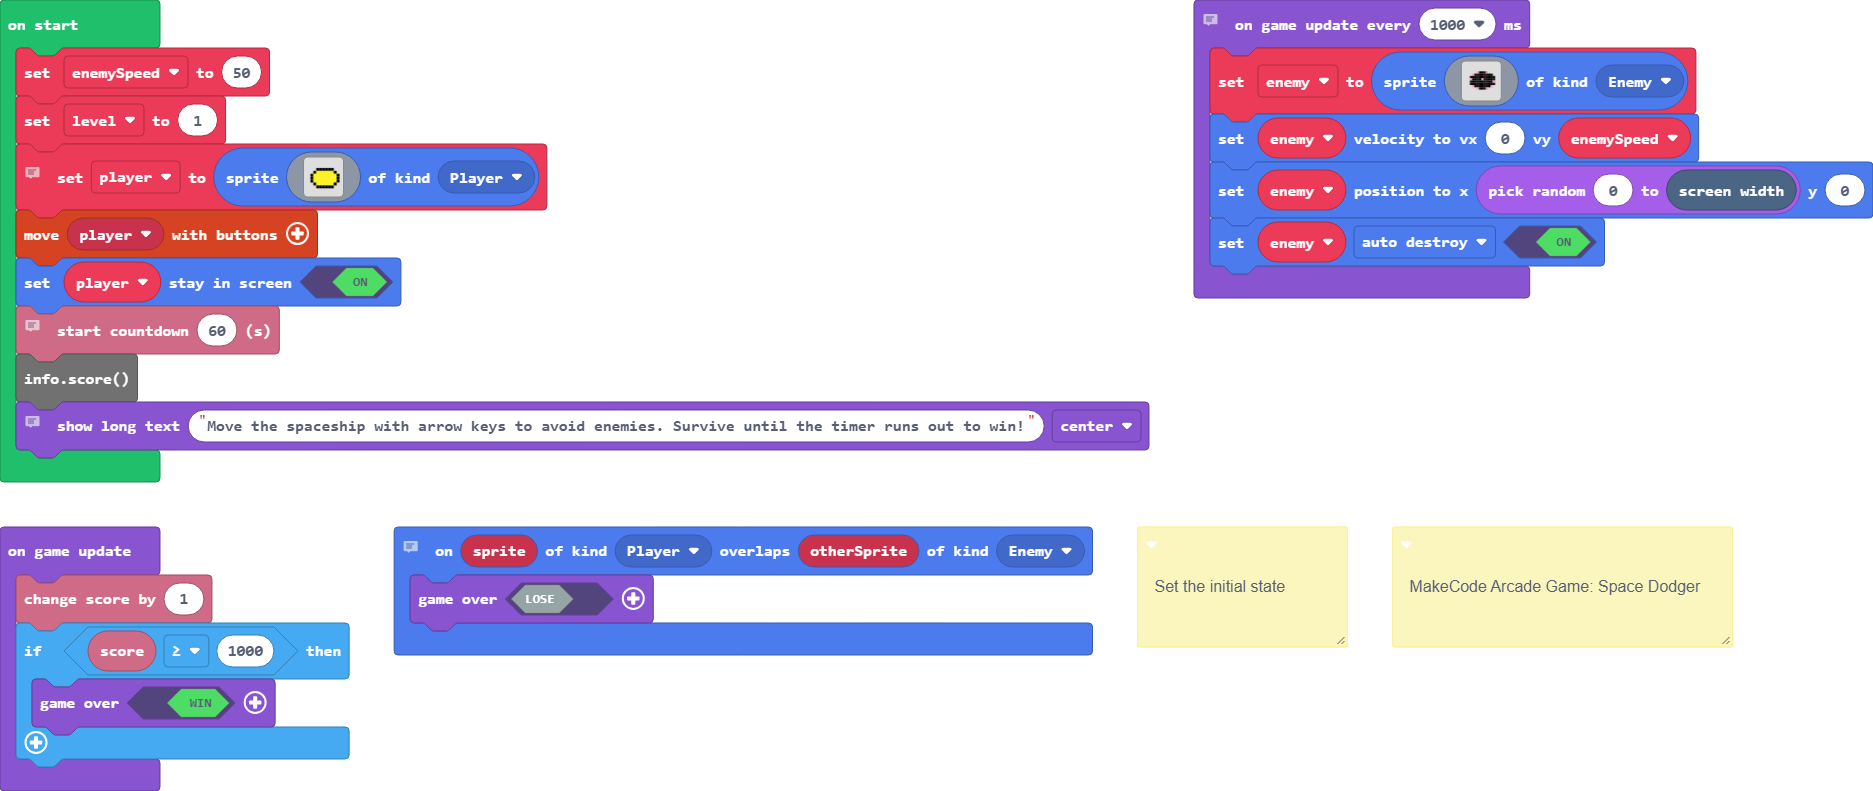 on start
set enemySpeed to 50
set level to 1
set player to sprite of kind Player
move player with buttons
set player stay in screen ON
start countdown 60 (s)
info.score()
show long text "Move the spaceship with arrow keys to avoid enemies. Survive until the timer runs out to win!" center
on game update every 1000 ms
set enemy to sprite of kind Enemy
set enemy velocity to vx 0 vy enemySpeed
set enemy position to x pick random 0 to screen width y 0
set enemy auto destroy ON
on game update
change score by 1
if score ≥ 1000 then
game over WIN
on sprite of kind Player overlaps otherSprite of kind Enemy
game over LOSE
Set the initial state
MakeCode Arcade Game: Space Dodger